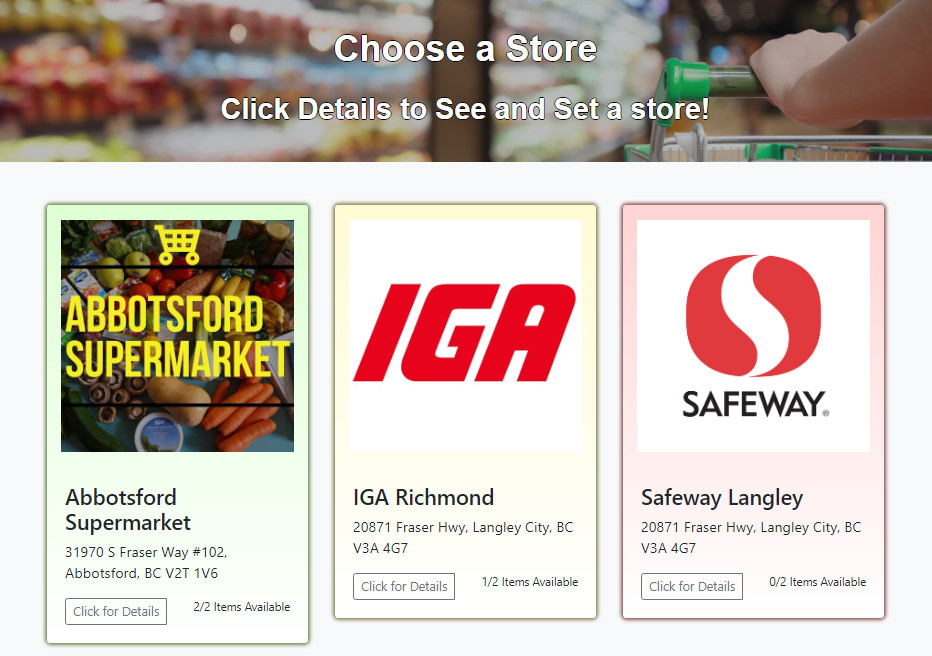 Choose a Store
Click Details to See and Set a store!
ABBOTSFORD
SUPERMARKET
Abbotsford
Supermarket
31970 S Fraser Way #102,
Abbotsford, BC V2T 1V6
Click for Details
2/2 Items Available
IGA
IGA Richmond
20871 Fraser Hwy, Langley City, BC
V3A 4G7
Click for Details
1/2 Items Available
SAFEWAY®
Safeway Langley
20871 Fraser Hwy, Langley City, BC
V3A 4G7
Click for Details
0/2 Items Available